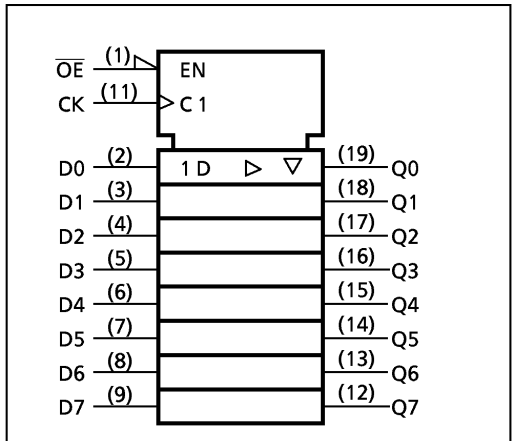 O̅E̅ (1) EN
CK (11) C1
D0 (2) 1D (19) Q0
D1 (3) (18) Q1
D2 (4) (17) Q2
D3 (5) (16) Q3
D4 (6) (15) Q4
D5 (7) (14) Q5
D6 (8) (13) Q6
D7 (9) (12) Q7